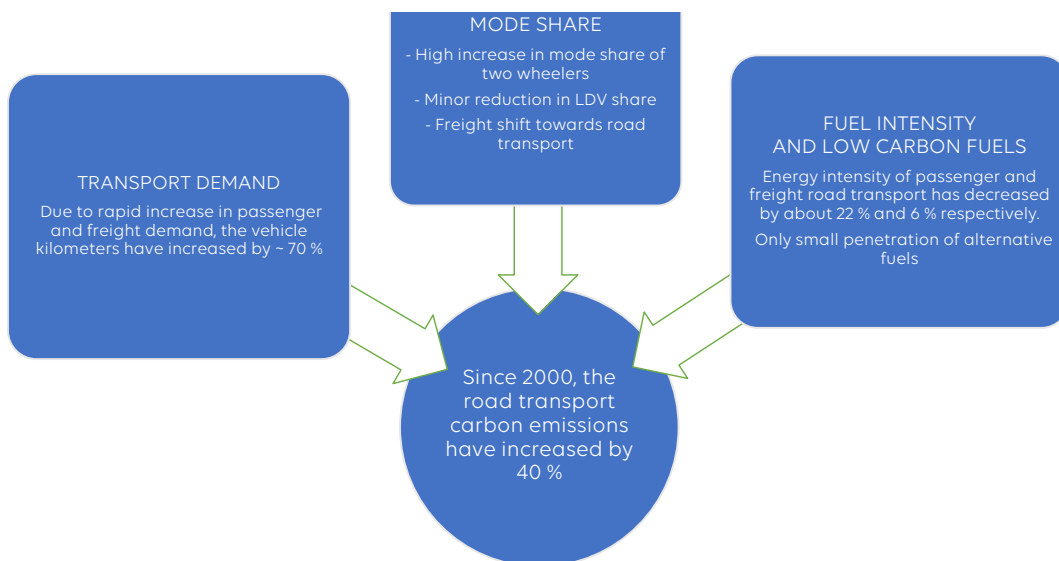 MODE SHARE
- High increase in mode share of
two wheelers
- Minor reduction in LDV share
- Freight shift towards road
transport
TRANSPORT DEMAND
Due to rapid increase in passenger
and freight demand, the vehicle
kilometers have increased by ~ 70 %
FUEL INTENSITY
AND LOW CARBON FUELS
Energy intensity of passenger and
freight road transport has decreased
by about 22 % and 6 % respectively.
Only small penetration of alternative
fuels
Since 2000, the
road transport
carbon emissions
have increased by
40 %